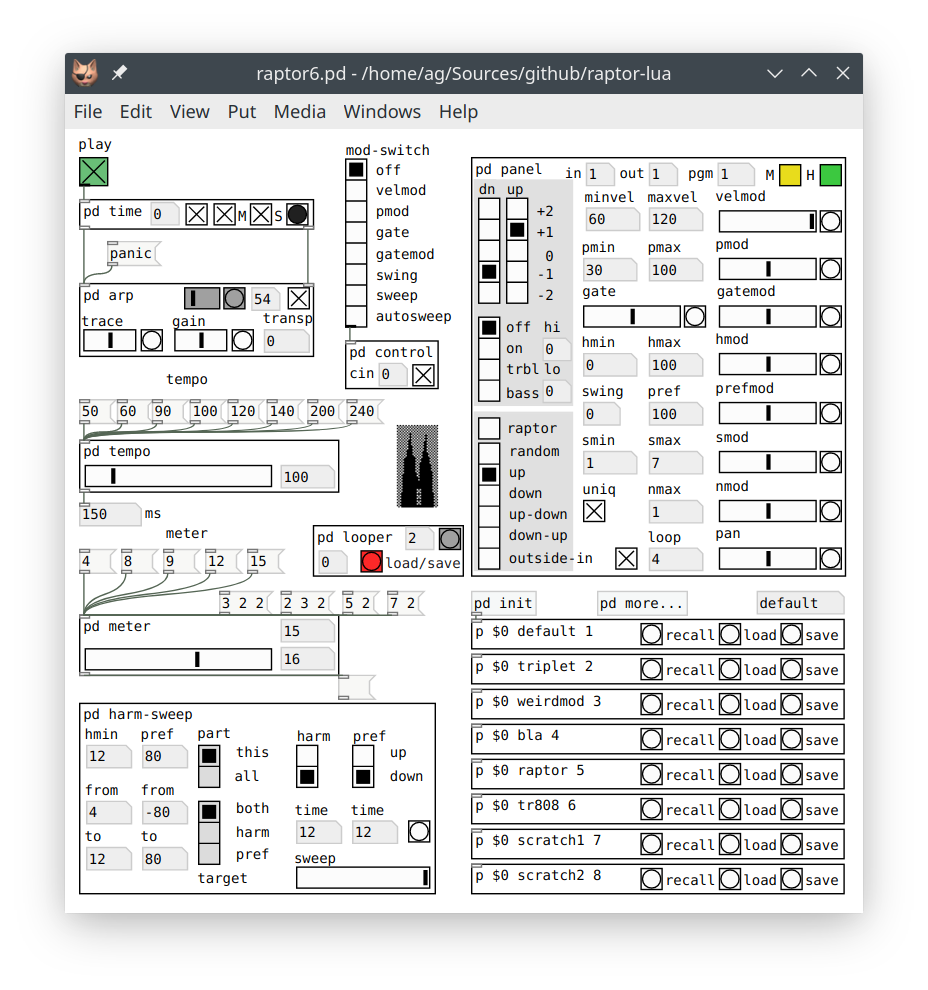 raptor6.pd - /home/ag/Sources/github/raptor-lua
File Edit View Put Media Windows Help
play
pd time 0 M S
panic
pd arp 54
trace gain transp
0
mod-switch
off
velmod
pmod
gate
gatemod
swing
sweep
autosweep
pd control
cin 0
tempo
50 60 90 100 120 140 200 240
pd tempo
100
150 ms
meter
4 8 9 12 15
pd looper 2
0 load/save
3 2 2 2 3 2 5 2 7 2
pd meter 15
16
pd harm-sweep
hmin pref part harm pref
12 80 this up
all down
from from
4 -80 both time time
to to harm 12 12
12 80 pref sweep
target
pd panel in 1 out 1 pgm 1 M H
dn up minvel maxvel velmod
+2 60 120
+1
0 pmin pmax pmod
-1 30 100
-2 gate gatemod
off hi
on 0 hmin hmax hmod
trbl lo 0 100
bass 0 swing pref prefmod
raptor 0 100
random smin smax smod
up 1 7
down uniq nmax nmod
up-down 1
down-up loop pan
outside-in 4
pd init pd more... default
p $0 default 1 recall load save
p $0 triplet 2 recall load save
p $0 weirdmod 3 recall load save
p $0 bla 4 recall load save
p $0 raptor 5 recall load save
p $0 tr808 6 recall load save
p $0 scratch1 7 recall load save
p $0 scratch2 8 recall load save